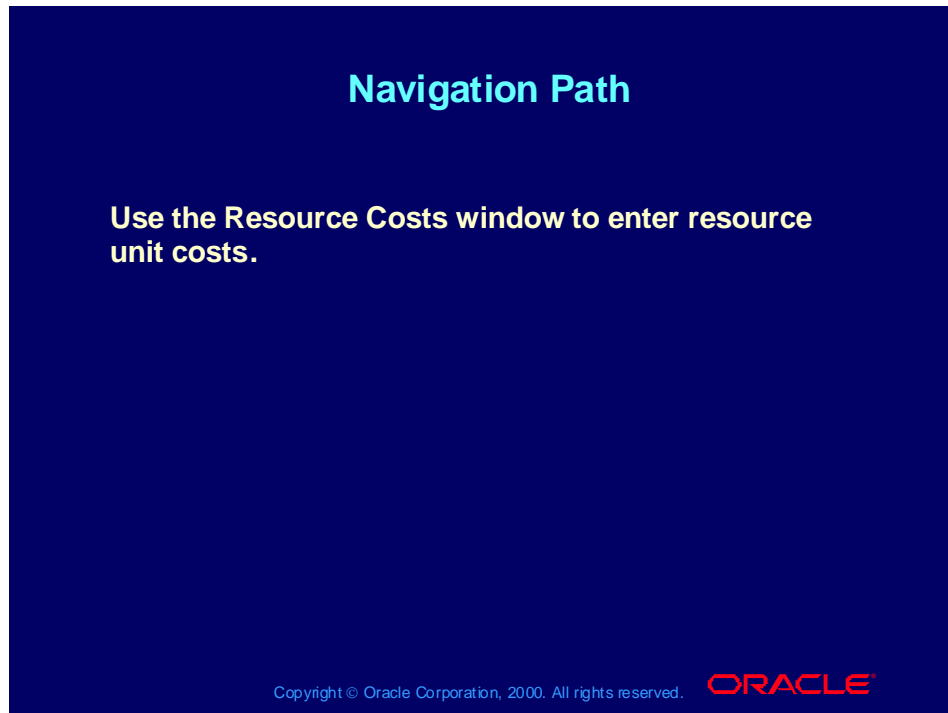 Navigation Path
Use the Resource Costs window to enter resource
unit costs.
Copyright © Oracle Corporation, 2000. All rights reserved.
ORACLE®